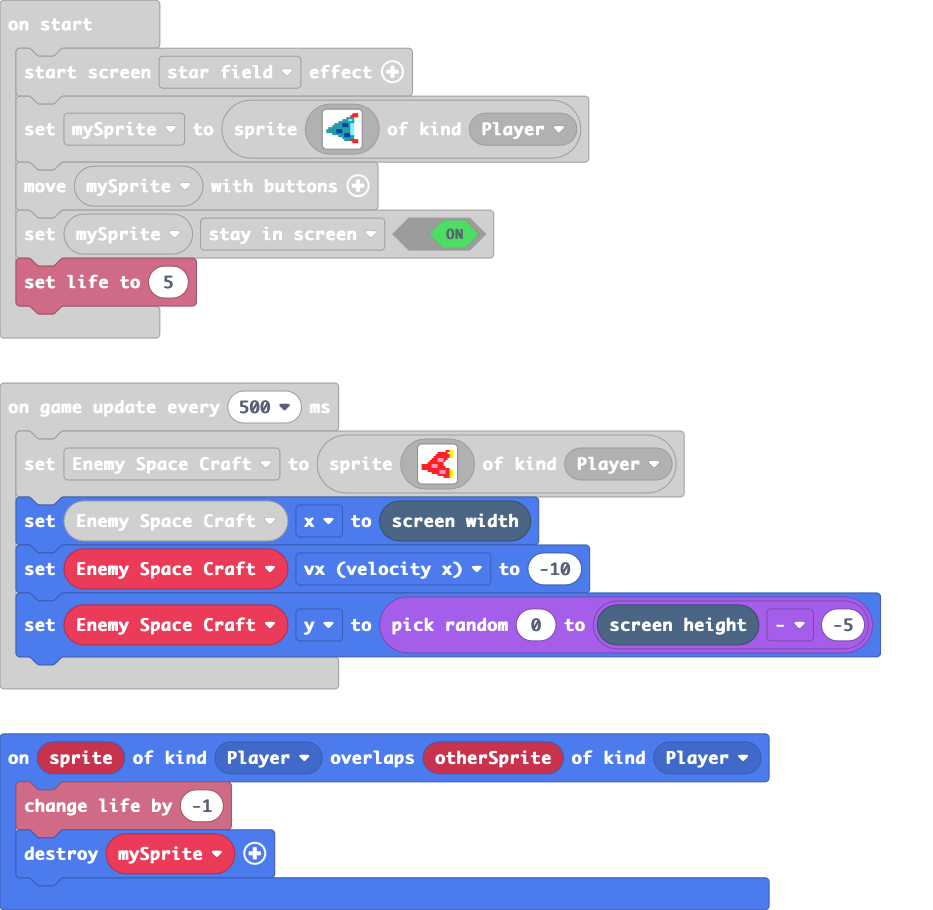 on start
start screen star field effect
set mySprite to sprite of kind Player
move mySprite with buttons
set mySprite stay in screen ON
set life to 5
on game update every 500 ms
set Enemy Space Craft to sprite of kind Player
set Enemy Space Craft x to screen width
set Enemy Space Craft vx (velocity x) to -10
set Enemy Space Craft y to pick random 0 to screen height - -5
on sprite of kind Player overlaps otherSprite of kind Player
change life by -1
destroy mySprite